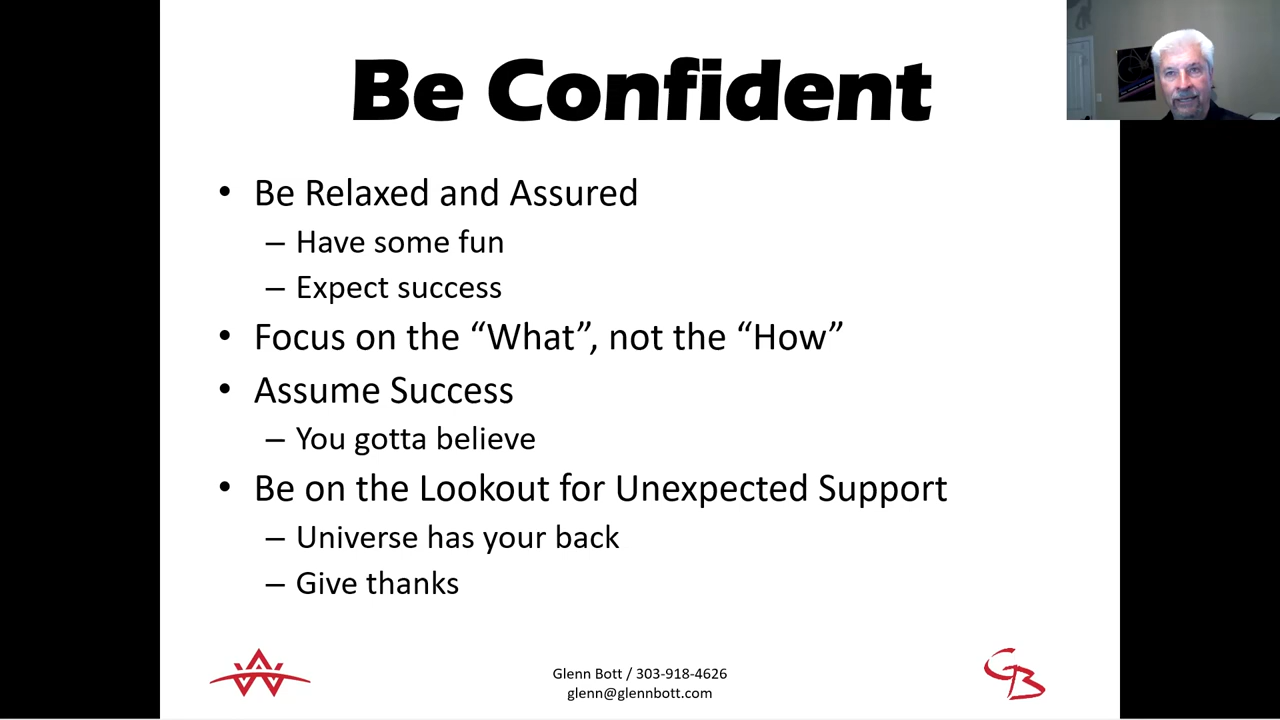 Be Confident
• Be Relaxed and Assured
– Have some fun
– Expect success
• Focus on the “What”, not the “How”
• Assume Success
– You gotta believe
• Be on the Lookout for Unexpected Support
– Universe has your back
– Give thanks
Glenn Bott / 303-918-4626
glenn@glennbott.com
GB